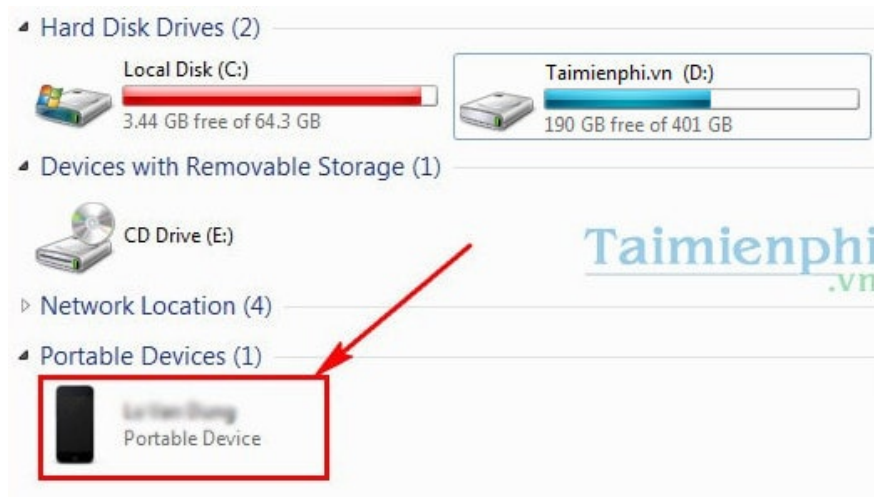 Hard Disk Drives (2)
Local Disk (C:)
3.44 GB free of 64.3 GB
Taimienphi.vn (D:)
190 GB free of 401 GB
Devices with Removable Storage (1)
CD Drive (E:)
Taimienphi
.vn
Network Location (4)
Portable Devices (1)
Portable Device